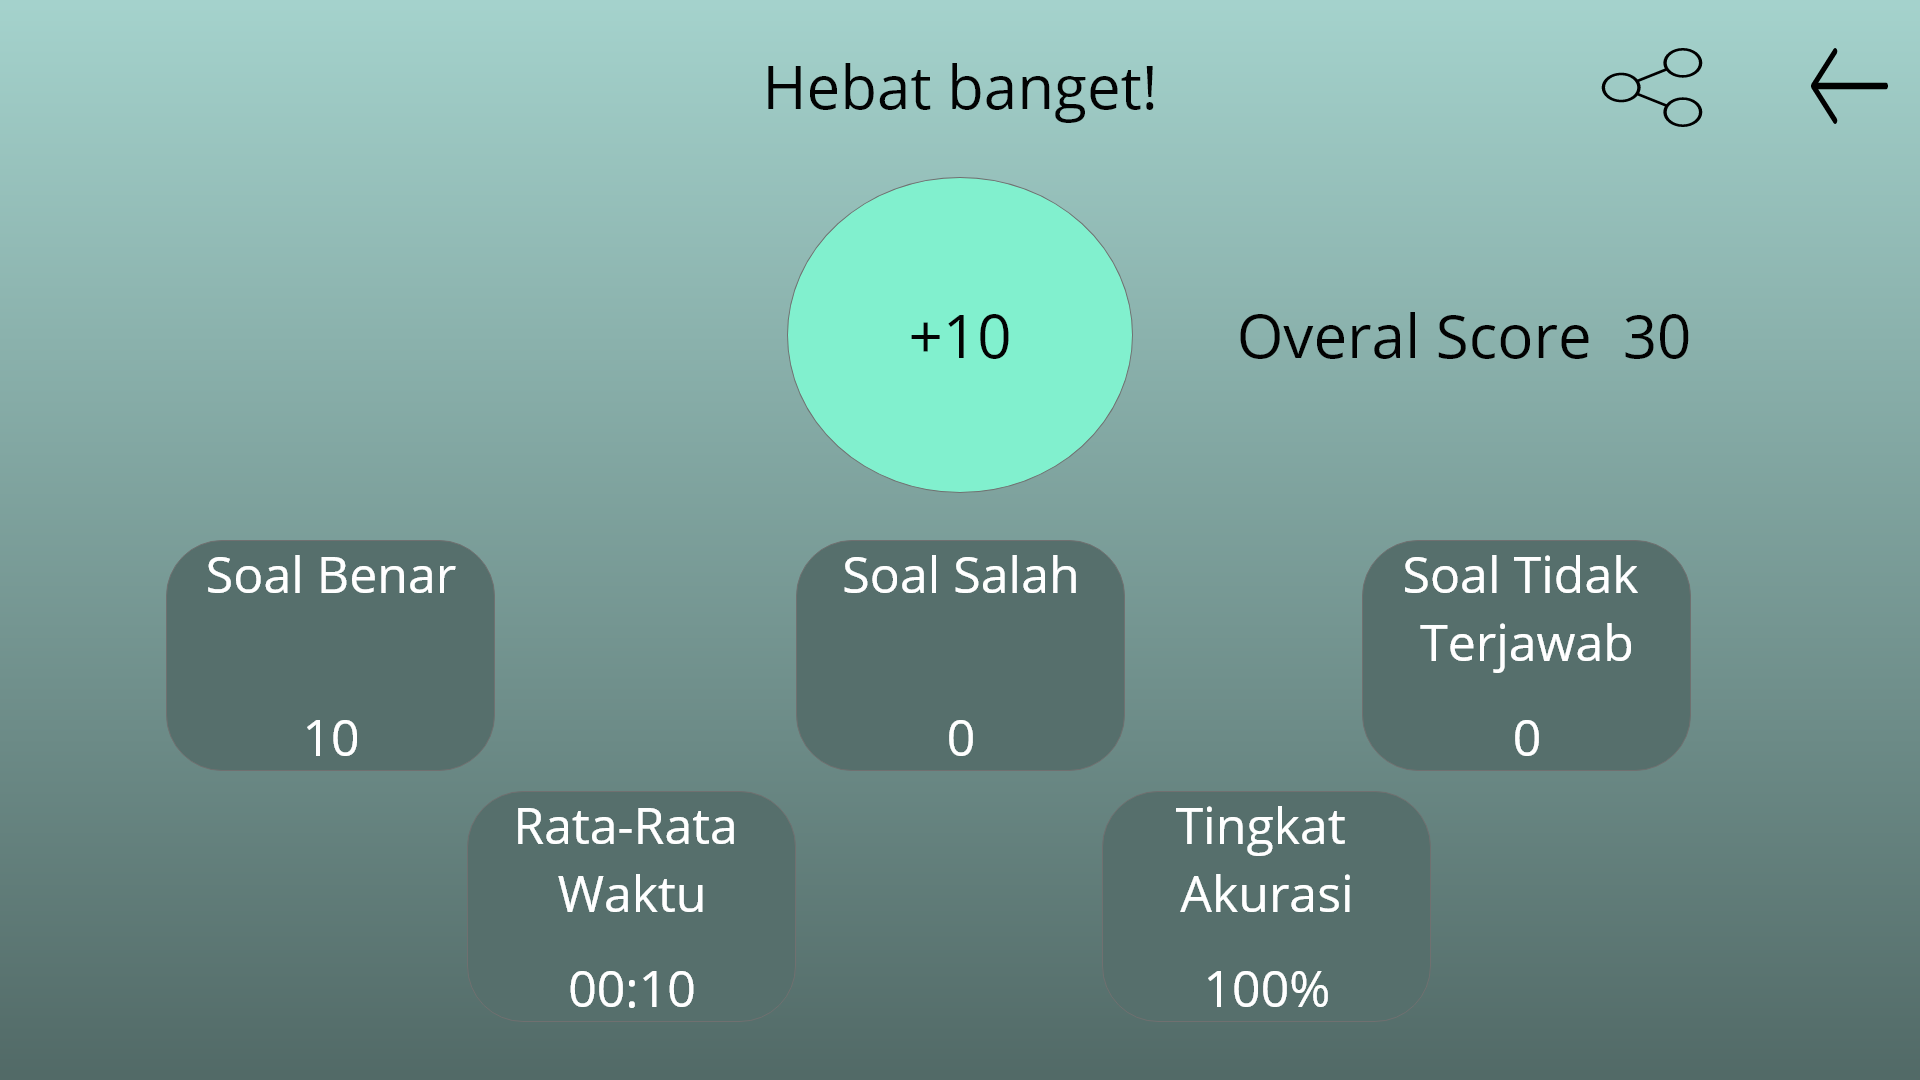 Hebat banget!
+10
Overal Score 30
Soal Benar
10
Soal Salah
0
Soal Tidak
Terjawab
0
Rata-Rata
Waktu
00:10
Tingkat
Akurasi
100%